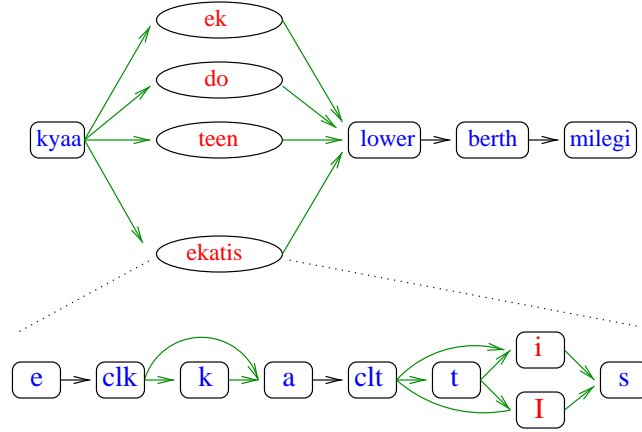 ek
do
kyaa teen lower berth milegi
ekatis
i
e clk k a clt t s
I